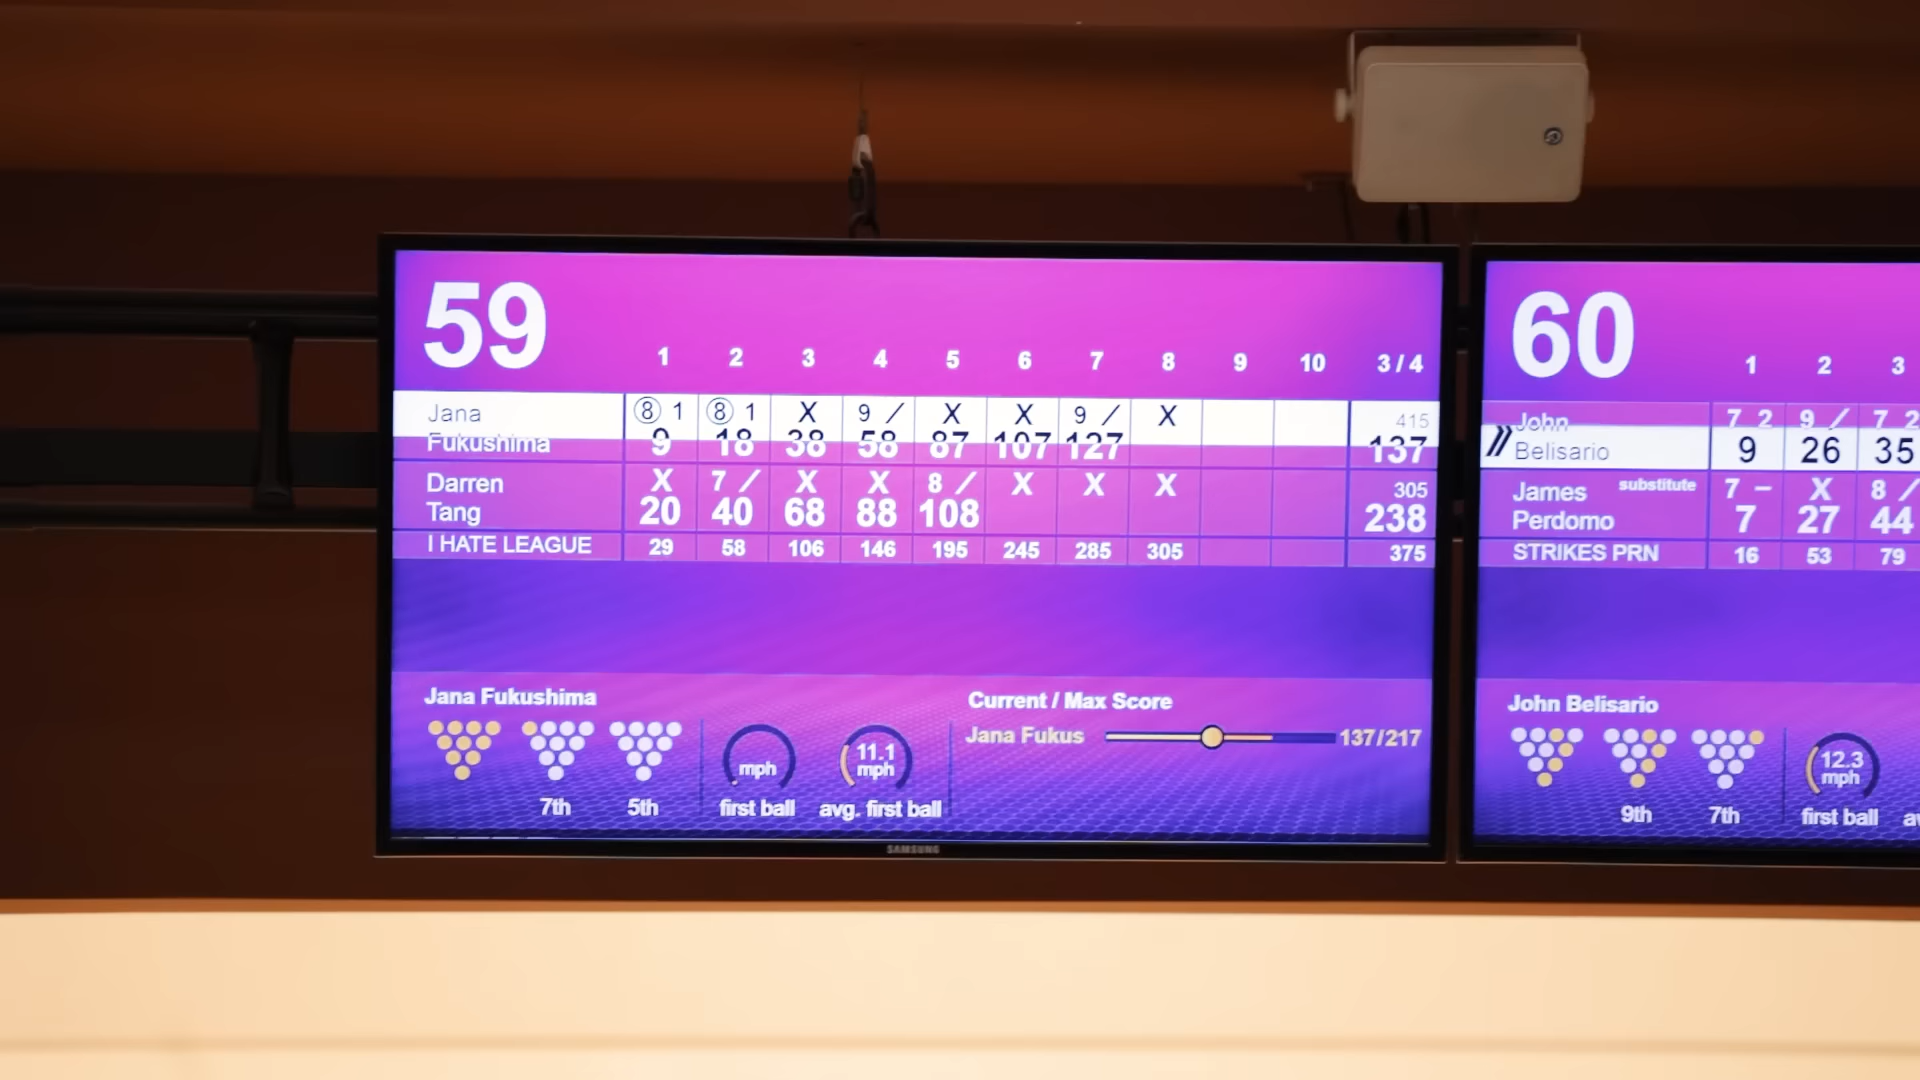 59
1 2 3 4 5 6 7 8 9 10 3 / 4
Jana ⑧ 1 ⑧ 1 X 9 / X X 9 / X 415
Fukushima 9 18 38 58 87 107 127 137
Darren X 7 / X X 8 / X X X 305
Tang 20 40 68 88 108 238
I HATE LEAGUE 29 58 106 146 195 245 285 305 375
Jana Fukushima
7th 5th
mph
first ball
11.1
mph
avg. first ball
Current / Max Score
Jana Fukus 137/217
SAMSUNG
60
1 2 3
John 7 2 9 / 7 2
Belisario 9 26 35
James substitute 7 - X 8 /
Perdomo 7 27 44
STRIKES PRN 16 53 79
John Belisario
9th 7th
12.3
mph
first ball